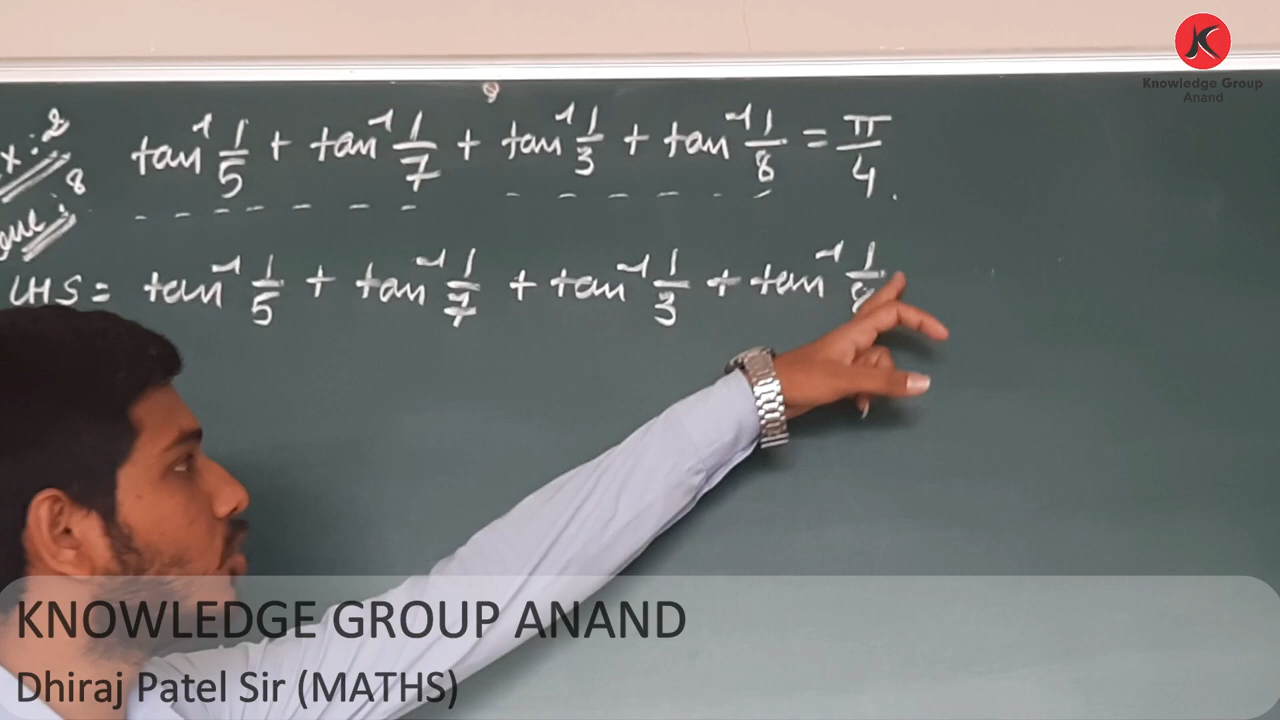 Knowledge Group
Anand
x : 2
tan⁻¹ 1/5 + tan⁻¹ 1/7 + tan⁻¹ 1/3 + tan⁻¹ 1/8 = π/4.
: 8
LHS = tan⁻¹ 1/5 + tan⁻¹ 1/7 + tan⁻¹ 1/3 + tan⁻¹ 1/8
KNOWLEDGE GROUP ANAND
Dhiraj Patel Sir (MATHS)